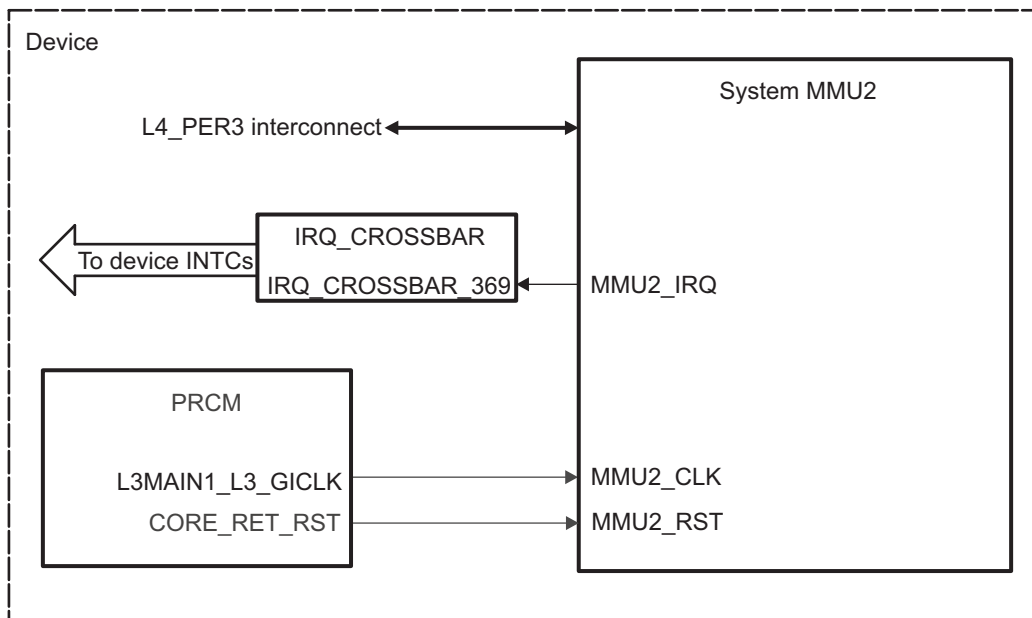 Device
System MMU2
L4_PER3 interconnect
IRQ_CROSSBAR
To device INTCs
IRQ_CROSSBAR_369
MMU2_IRQ
PRCM
L3MAIN1_L3_GICLK
MMU2_CLK
CORE_RET_RST
MMU2_RST